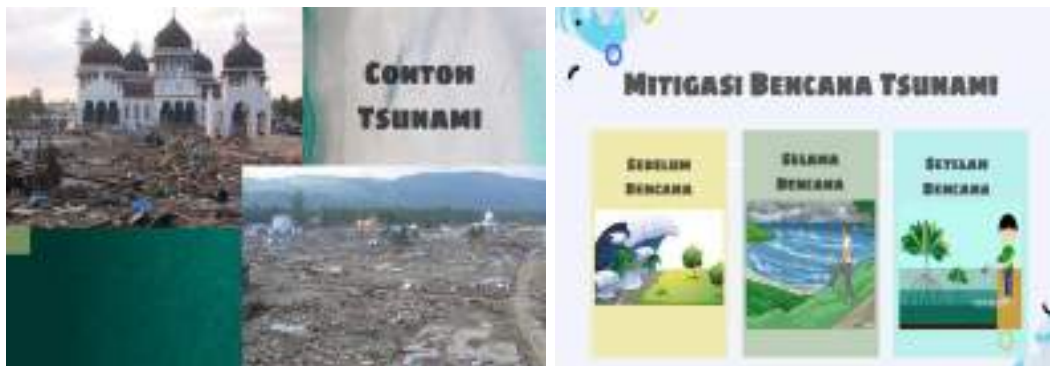 CONTOH
TSUNAMI
MITIGASI BENCANA TSUNAMI
SEBELUM
BENCANA
SELAMA
BENCANA
SETELAH
BENCANA